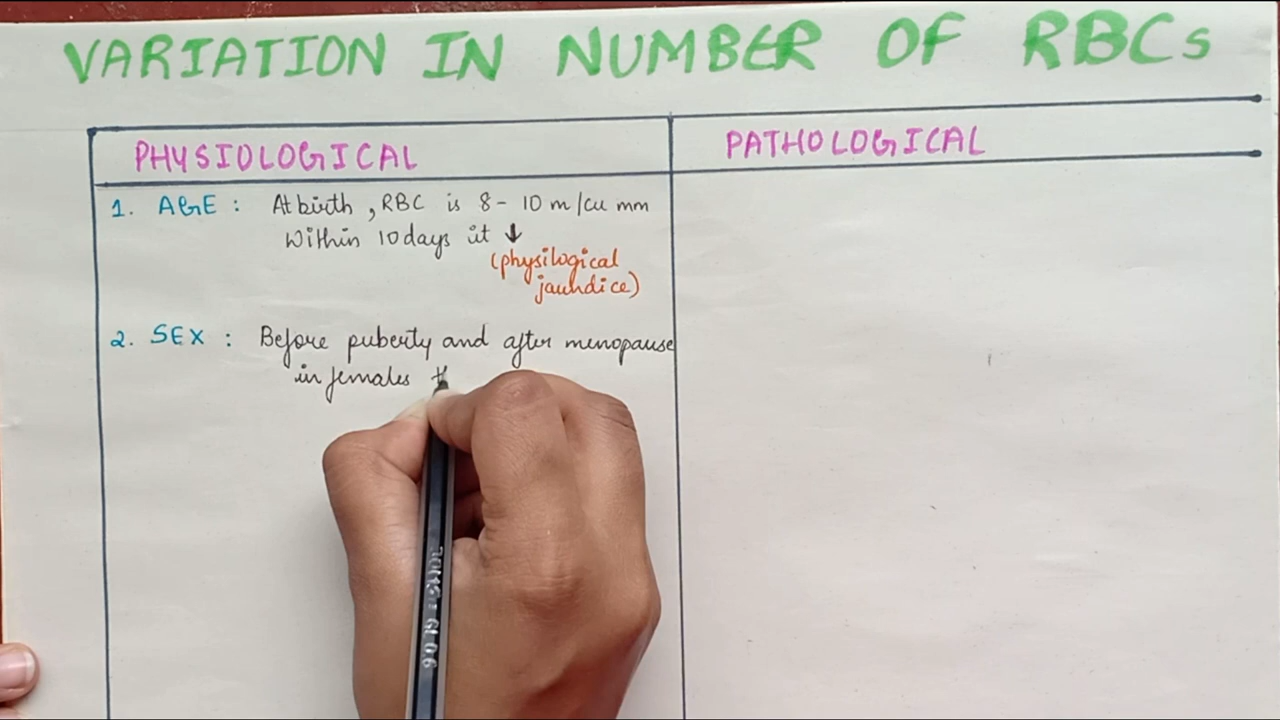 VARIATION IN NUMBER OF RBCs
PHYSIOLOGICAL
PATHOLOGICAL
1. AGE : At birth , RBC is 8 - 10 m/cu mm
Within 10 days it ↓
(physilogical
jaundice)
2. SEX : Before puberty and after menopause
in females